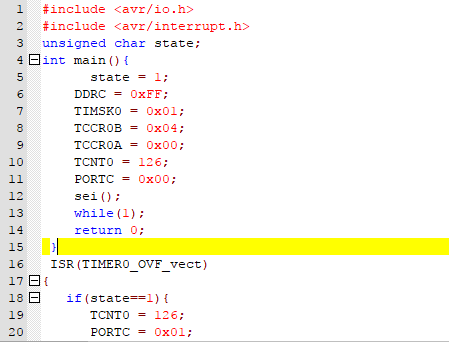 1 #include <avr/io.h>
2 #include <avr/interrupt.h>
3 unsigned char state;
4 int main(){
5 state = 1;
6 DDRC = 0xFF;
7 TIMSK0 = 0x01;
8 TCCR0B = 0x04;
9 TCCR0A = 0x00;
10 TCNT0 = 126;
11 PORTC = 0x00;
12 sei();
13 while(1);
14 return 0;
15 }
16 ISR(TIMER0_OVF_vect)
17 {
18 if(state==1){
19 TCNT0 = 126;
20 PORTC = 0x01;